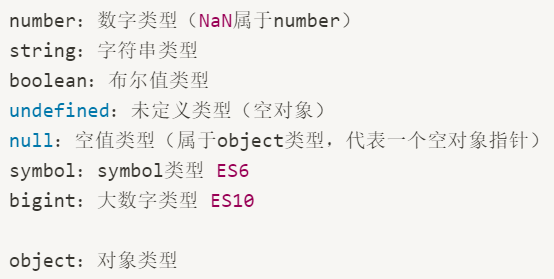 number: 数字类型（NaN属于number）
string: 字符串类型
boolean: 布尔值类型
undefined: 未定义类型（空对象）
null: 空值类型（属于object类型，代表一个空对象指针）
symbol: symbol类型 ES6
bigint: 大数字类型 ES10
object: 对象类型